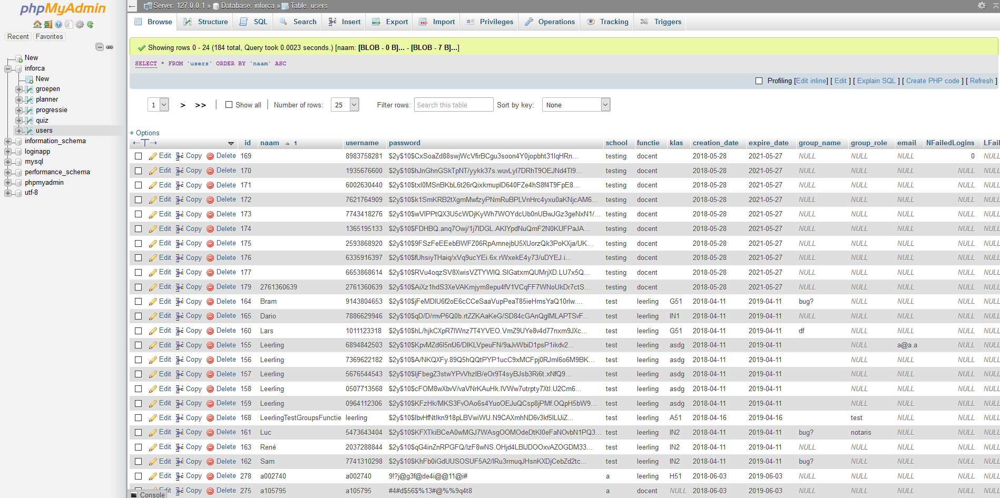 phpMyAdmin
Recent Favorites
New
inforca
New
groepen
planner
progressie
quiz
users
information_schema
loginapp
mysql
performance_schema
phpmyadmin
utf-8
Server: 127.0.0.1 » Database: inforca » Table: users
Browse Structure SQL Search Insert Export Import Privileges Operations Tracking Triggers
Showing rows 0 - 24 (184 total, Query took 0.0023 seconds.) [naam: [BLOB - 0 B]... - [BLOB - 7 B]...]
SELECT * FROM `users` ORDER BY `naam` ASC
Profiling [Edit inline] [ Edit ] [ Explain SQL ] [ Create PHP code ] [ Refresh ]
1 > >> Show all Number of rows: 25 Filter rows: Search this table Sort by key: None
+ Options
id naam 1 username password school functie klas creation_date expire_date group_name group_role email NFailedLogins LFai
Edit Copy Delete 169 8983758281 $2y$10$CxSoaZd88swjWcVfirBCgu3soon4Y0jopbht31IqHRn... testing docent 2018-05-28 2021-05-27 NULL NULL NULL 0 NULL
Edit Copy Delete 170 1935676600 $2y$10$hJnGhnGSkTpNT/yykk37s.wuvLyl7DRhT9OEJNd4Tl9... testing docent 2018-05-28 2021-05-27 NULL NULL NULL NULL NULL
Edit Copy Delete 171 6002630440 $2y$10$txl0MSnBKbL6t26rQixkmuplD640FZe4hS8f4T9FpE8... testing docent 2018-05-28 2021-05-27 NULL NULL NULL NULL NULL
Edit Copy Delete 172 7621764909 $2y$10$k1SmKRB2tXgmMwfzyPNmRuBPLVnHrc4yxu0aKNjcAM6... testing docent 2018-05-28 2021-05-27 NULL NULL NULL NULL NULL
Edit Copy Delete 173 7743418276 $2y$10$wVIPPtQX3U5cWDjKyWh7WOYdcUb0nUBwJGz3geNxN1/... testing docent 2018-05-28 2021-05-27 NULL NULL NULL NULL NULL
Edit Copy Delete 174 1365195133 $2y$10$FDHBQ.anq7Owj/1j7IDGL.AKIYpdNuQmF2N0KUFPaJA... testing docent 2018-05-28 2021-05-27 NULL NULL NULL NULL NULL
Edit Copy Delete 175 2593868920 $2y$10$9FSzFeEEebBWFZ06RpAmnejbU5XUorzQk3PoKXja/UK... testing docent 2018-05-28 2021-05-27 NULL NULL NULL NULL NULL
Edit Copy Delete 176 6335916397 $2y$10$fUhsiyTHaiq/xVq9ucYEi.6x.rWxekE4y73/uDYEJ.i... testing docent 2018-05-28 2021-05-27 NULL NULL NULL NULL NULL
Edit Copy Delete 177 6653868614 $2y$10$RVu4oqzSV8XwisVZTYWlQ.SlGatxmQUMrjXD.LU7x5Q... testing docent 2018-05-28 2021-05-27 NULL NULL NULL NULL NULL
Edit Copy Delete 179 2761360639 2761360639 $2y$10$AiXz1hdS3XeVAKmjym8epu4fV1VCqFF7WNoUkDr7ctS... testing docent 2018-05-28 2021-05-27 NULL NULL NULL NULL NULL
Edit Copy Delete 164 Bram 9143804653 $2y$10$jFeMDlU6f2oE6cCCeSaaVupPeaT85ieHmsYaQ10rlw.... test leerling G51 2018-04-11 2019-04-11 bug? NULL NULL NULL NULL
Edit Copy Delete 165 Dario 7886629946 $2y$10$qD/D/mvP6Q0b.rtZZKAaKeG/SD84cGAnQglMLAPTSvF... test leerling IN1 2018-04-11 2019-04-11 NULL NULL NULL NULL NULL
Edit Copy Delete 160 Lars 1011123318 $2y$10$hL/hjkCXpR7IWnz7T4YVEO.VmZ9UYe8v4d77nxm9JXc... test leerling G51 2018-04-11 2019-04-11 df NULL NULL NULL NULL
Edit Copy Delete 155 Leerling 6894842503 $2y$10$KpvMZd6I5nfJ6/DlKLVpeuFN/9aJvWbiD1psP1ikdv2... test leerling asdg 2018-04-11 2019-04-11 NULL a@a.a NULL NULL
Edit Copy Delete 156 Leerling 7369622182 $2y$10$A/NKQXFy.89Q5hQQtPYP1ucC9xMCFpj0RJml6o6M9BK... test leerling asdg 2018-04-11 2019-04-11 NULL NULL NULL NULL
Edit Copy Delete 157 Leerling 5676544543 $2y$10$ljFbegZ3stwYPvVhzIB/eOr9T4syBJsb3Ri6t.xNfQ9... test leerling asdg 2018-04-11 2019-04-11 NULL NULL NULL NULL
Edit Copy Delete 158 Leerling 0507713568 $2y$10$cFOM8wXbvV/vaVNrKAuHk.IVWw7utrpty7Xtl.U2Cm6... test leerling asdg 2018-04-11 2019-04-11 NULL NULL NULL NULL
Edit Copy Delete 159 Leerling 0964112306 $2y$10$KFzHk/MKS3FvOAo6s4YuoOEJuQCsp8jPMf.OQpH5bW9... test leerling asdg 2018-04-11 2019-04-11 NULL NULL NULL NULL
Edit Copy Delete 168 LeerlingTestGroupsFunctie leerling $2y$10$lbvHfNtlkn918pLBVwiWU.N9CAXmhND6v3kf5lLlJiZ... test leerling A51 2018-04-16 2019-04-16 test NULL NULL NULL
Edit Copy Delete 161 Luc 5473643404 $2y$10$KFXTkiBCeA0wMGJ7WAsgOOMOdeDtKl0eFaNOvbN1PQ3... test leerling IN2 2018-04-11 2019-04-11 bug? notaris NULL NULL NULL
Edit Copy Delete 163 René 2037288844 $2y$10$qG4inZnRPGFQ/IzF8wNS.OHjd4LBlJDOOxvAZOGDM33... test leerling IN2 2018-04-11 2019-04-11 NULL NULL NULL NULL NULL
Edit Copy Delete 162 Sam 7741310298 $2y$10$KhFb0iGdUUSOSUF5A2/lRu3rmuqJHsnKXDjCebZd2tc... test leerling IN2 2018-04-11 2019-04-11 bug? NULL NULL NULL NULL
Edit Copy Delete 278 a002740 a002740 9!?j@g3f@de4i@@11@i# a leerling H51 2018-06-03 2019-06-03 NULL NULL NULL NULL NULL
Edit Copy Delete 275 a105795 a105795 #4#d$56$%13#@%%9q4t8 a docent NULL 2018-06-03 2019-06-03 NULL NULL NULL NULL NULL
Console